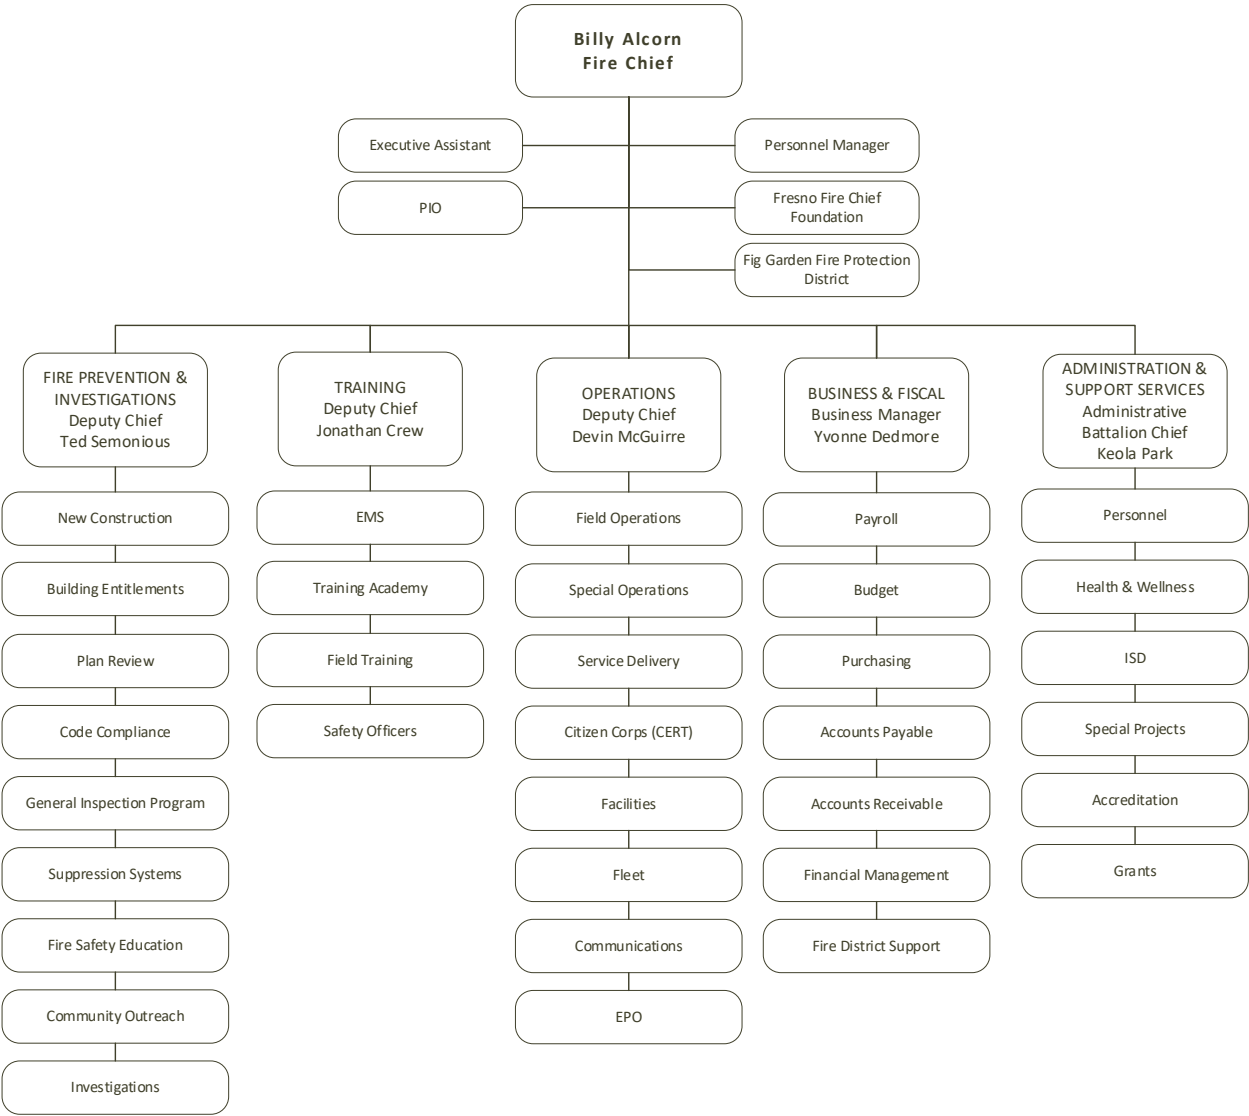 Billy Alcorn
Fire Chief
Executive Assistant
Personnel Manager
PIO
Fresno Fire Chief
Foundation
Fig Garden Fire Protection
District
FIRE PREVENTION &
INVESTIGATIONS
Deputy Chief
Ted Semonious
New Construction
Building Entitlements
Plan Review
Code Compliance
General Inspection Program
Suppression Systems
Fire Safety Education
Community Outreach
Investigations
TRAINING
Deputy Chief
Jonathan Crew
EMS
Training Academy
Field Training
Safety Officers
OPERATIONS
Deputy Chief
Devin McGuirre
Field Operations
Special Operations
Service Delivery
Citizen Corps (CERT)
Facilities
Fleet
Communications
EPO
BUSINESS & FISCAL
Business Manager
Yvonne Dedmore
Payroll
Budget
Purchasing
Accounts Payable
Accounts Receivable
Financial Management
Fire District Support
ADMINISTRATION &
SUPPORT SERVICES
Administrative
Battalion Chief
Keola Park
Personnel
Health & Wellness
ISD
Special Projects
Accreditation
Grants